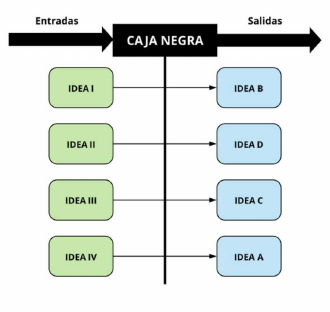 Entradas
Salidas
CAJA NEGRA
IDEA I
IDEA B
IDEA II
IDEA D
IDEA III
IDEA C
IDEA IV
IDEA A